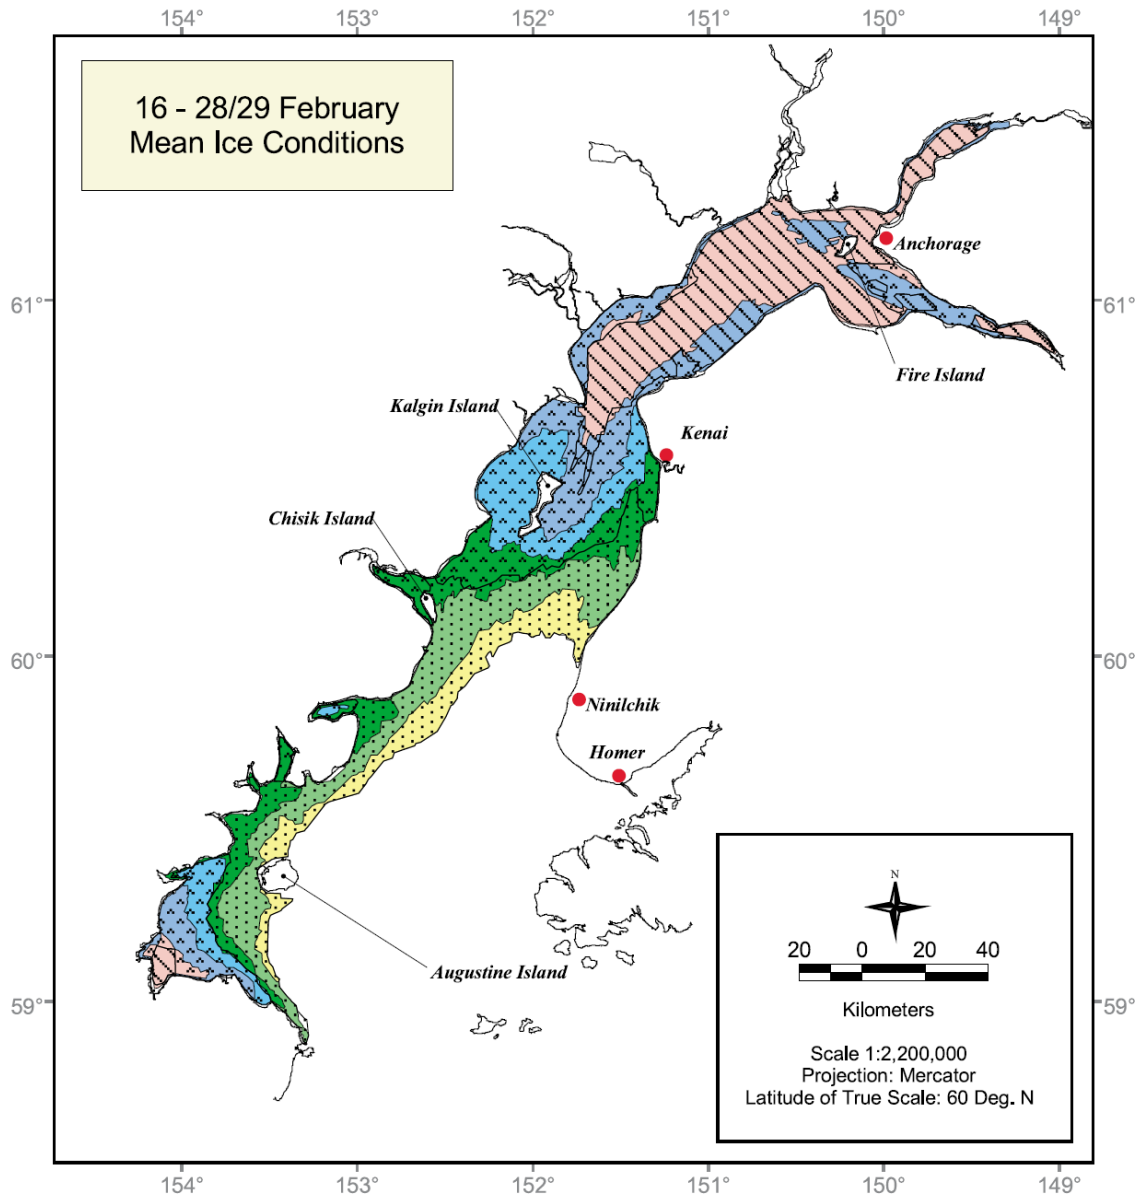 154° 153° 152° 151° 150° 149°
16 - 28/29 February
Mean Ice Conditions
Anchorage
61° 61°
Fire Island
Kalgin Island
Kenai
Chisik Island
60° 60°
Ninilchik
Homer
N
20 0 20 40
Augustine Island
59° 59°
Kilometers
Scale 1:2,200,000
Projection: Mercator
Latitude of True Scale: 60 Deg. N
154° 153° 152° 151° 150° 149°